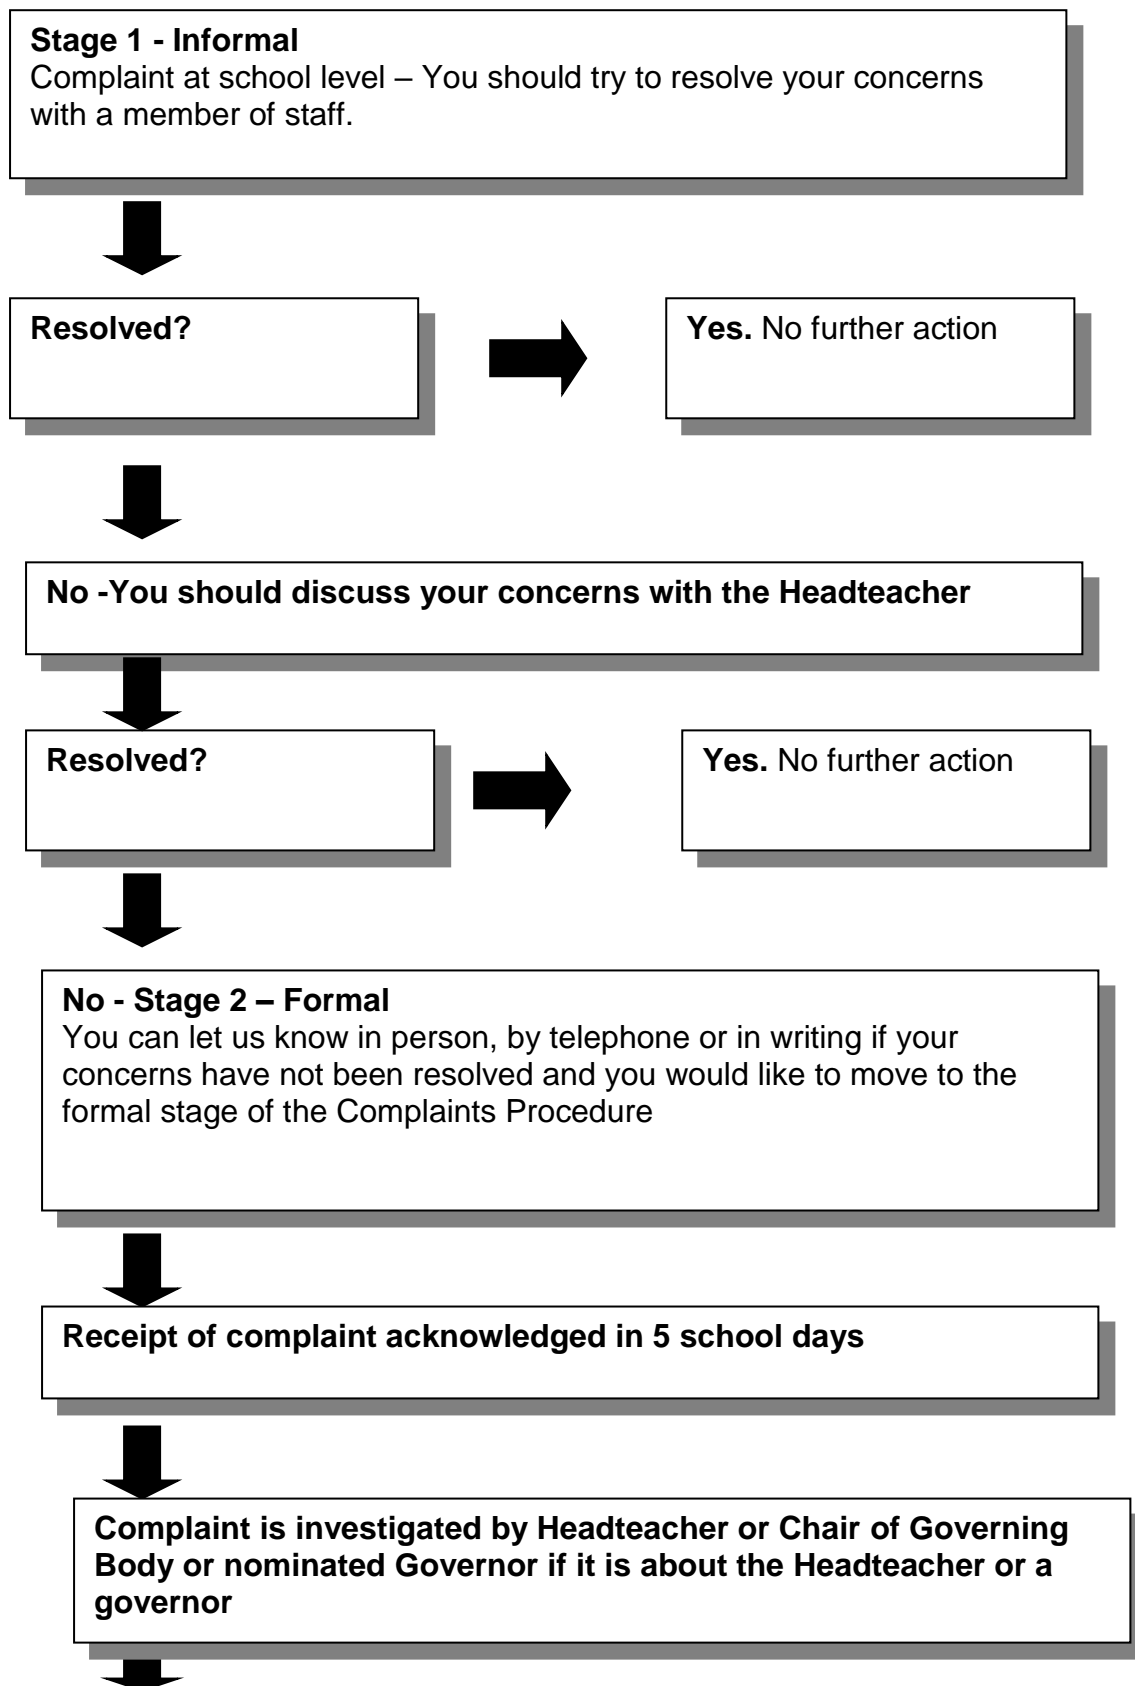 Stage 1 - Informal
Complaint at school level – You should try to resolve your concerns
with a member of staff.
Resolved?
Yes. No further action
No -You should discuss your concerns with the Headteacher
Resolved?
Yes. No further action
No - Stage 2 – Formal
You can let us know in person, by telephone or in writing if your
concerns have not been resolved and you would like to move to the
formal stage of the Complaints Procedure
Receipt of complaint acknowledged in 5 school days
Complaint is investigated by Headteacher or Chair of Governing
Body or nominated Governor if it is about the Headteacher or a
governor